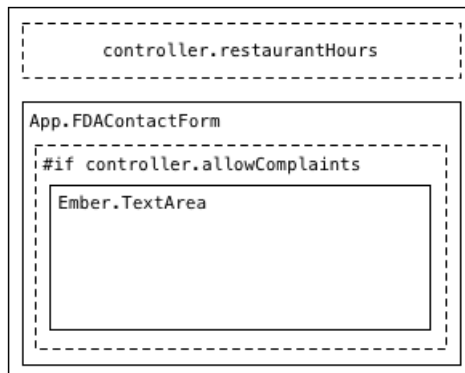 controller.restaurantHours
App.FDAContactForm
#if controller.allowComplaints
Ember.TextArea